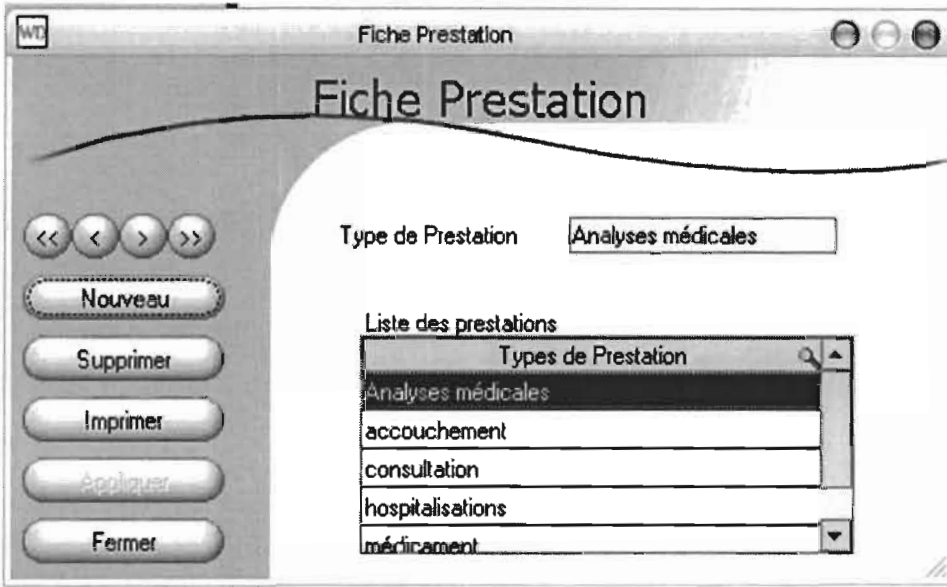 WD
Fiche Prestation
Fiche Prestation
<< < > >>
Type de Prestation Analyses médicales
Nouveau
Liste des prestations
Supprimer
Types de Prestation
Analyses médicales
Imprimer
accouchement
consultation
Appliquer
hospitalisations
Fermer
médicament